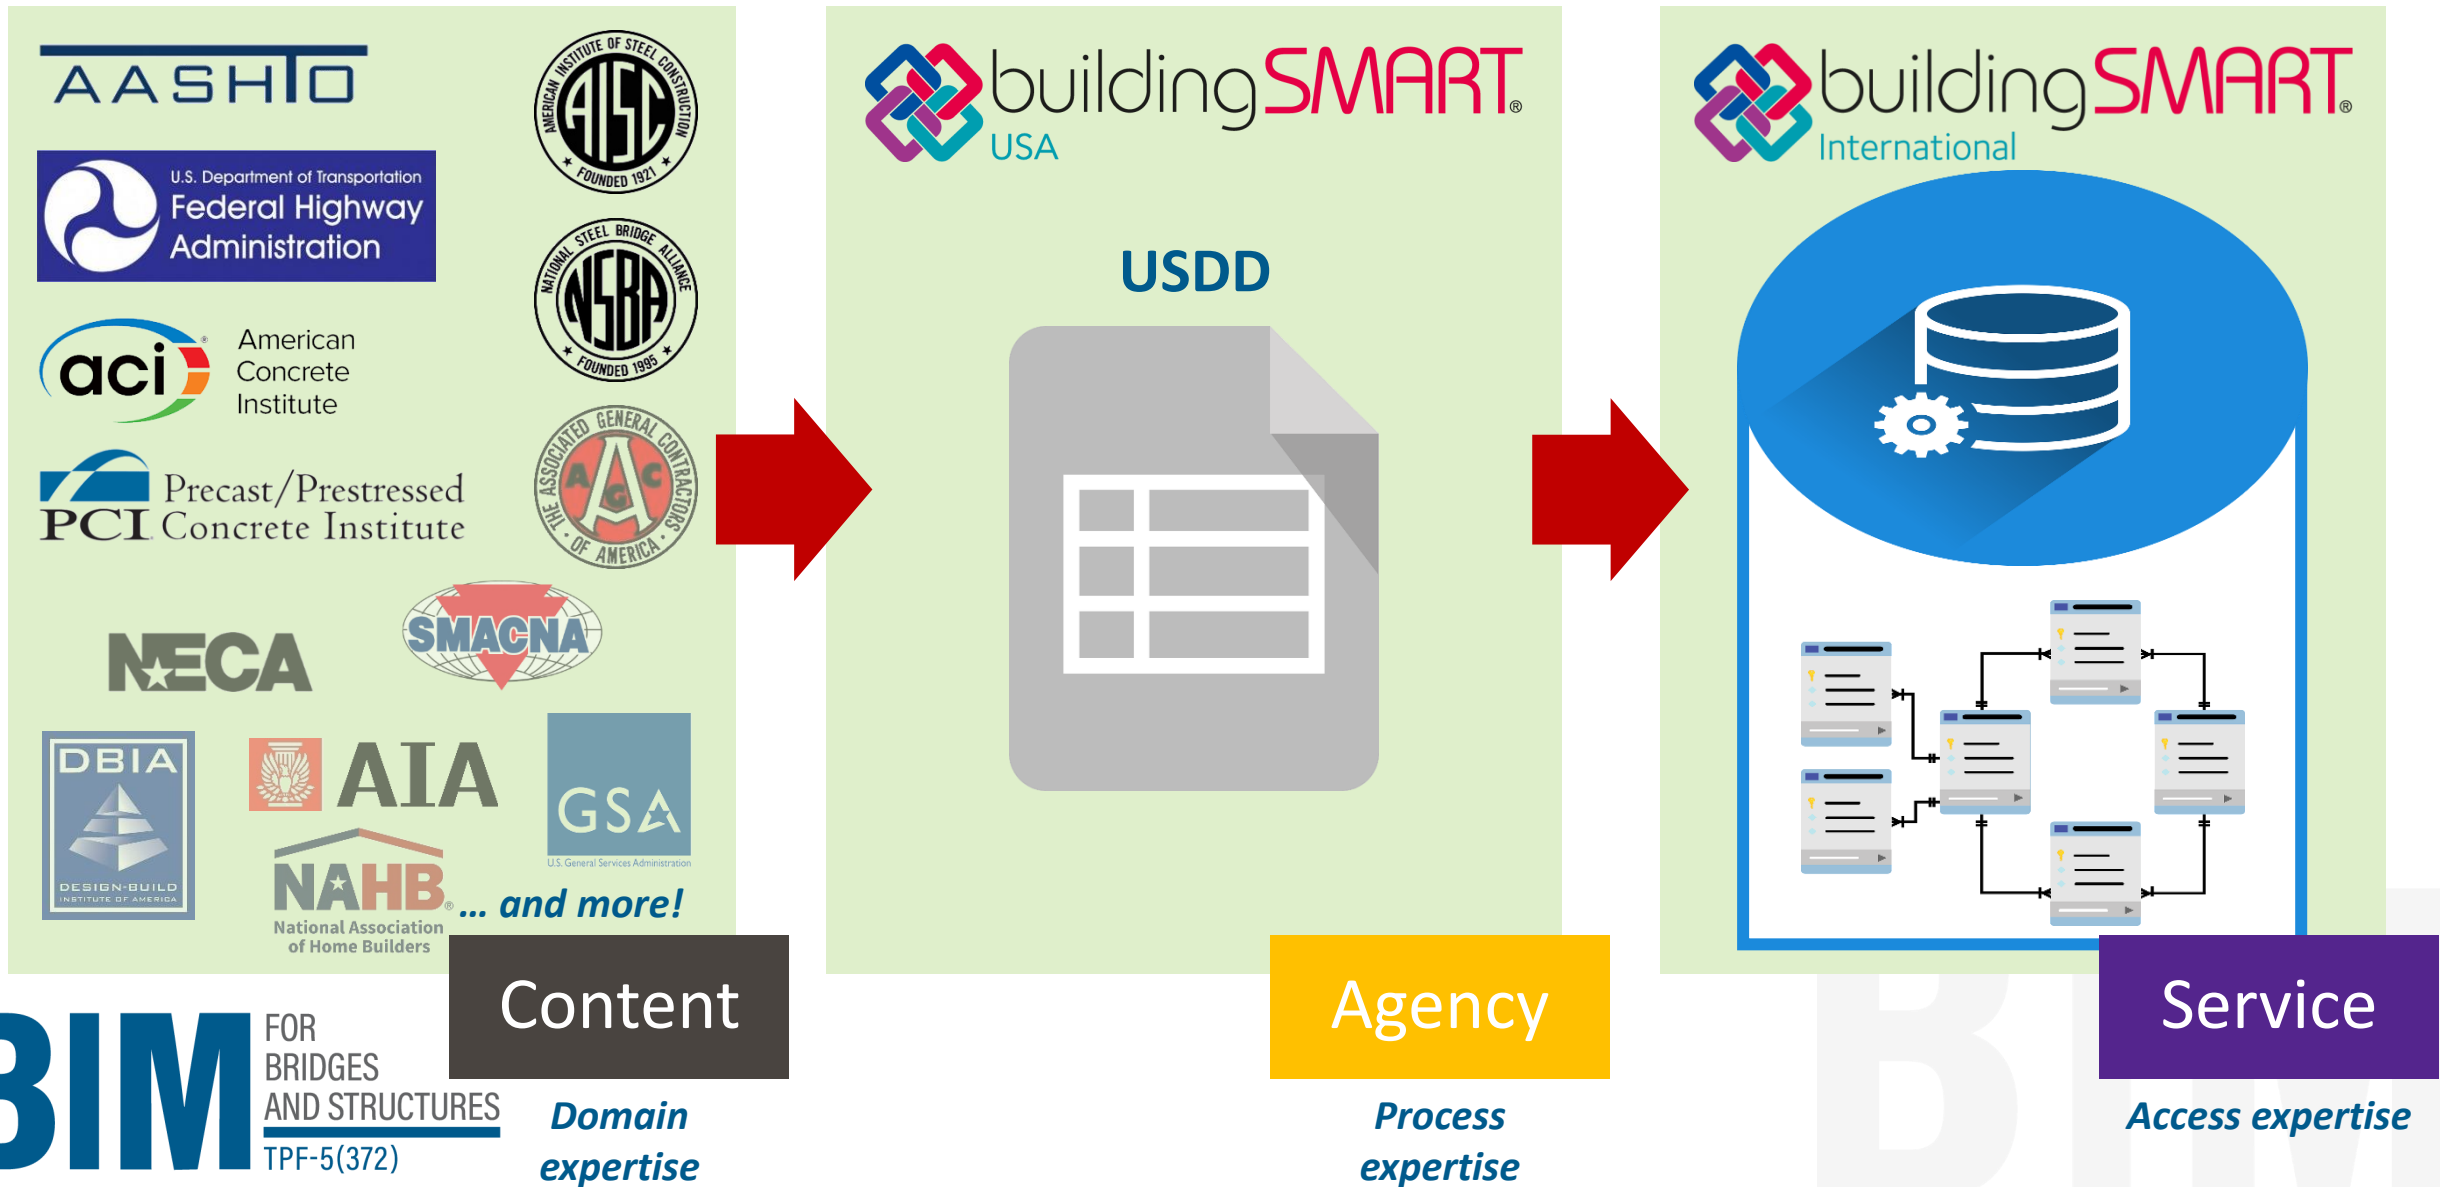 AASHTO
AMERICAN INSTITUTE OF STEEL CONSTRUCTION
AISC
FOUNDED 1921
U.S. Department of Transportation
Federal Highway
Administration
NATIONAL STEEL BRIDGE ALLIANCE
NSBA
FOUNDED 1995
aci®
American
Concrete
Institute
THE ASSOCIATED GENERAL CONTRACTORS
AGC
OF AMERICA
PCI
Precast/Prestressed
Concrete Institute
NECA
SMACNA
DBIA
DESIGN-BUILD
INSTITUTE OF AMERICA
AIA
GSA
U.S. General Services Administration
NAHB®
National Association
of Home Builders
... and more!
Content
Domain
expertise
buildingSMART®
USA
USDD
Agency
Process
expertise
buildingSMART®
International
Service
Access expertise
BIM
FOR
BRIDGES
AND STRUCTURES
TPF-5(372)
BIM